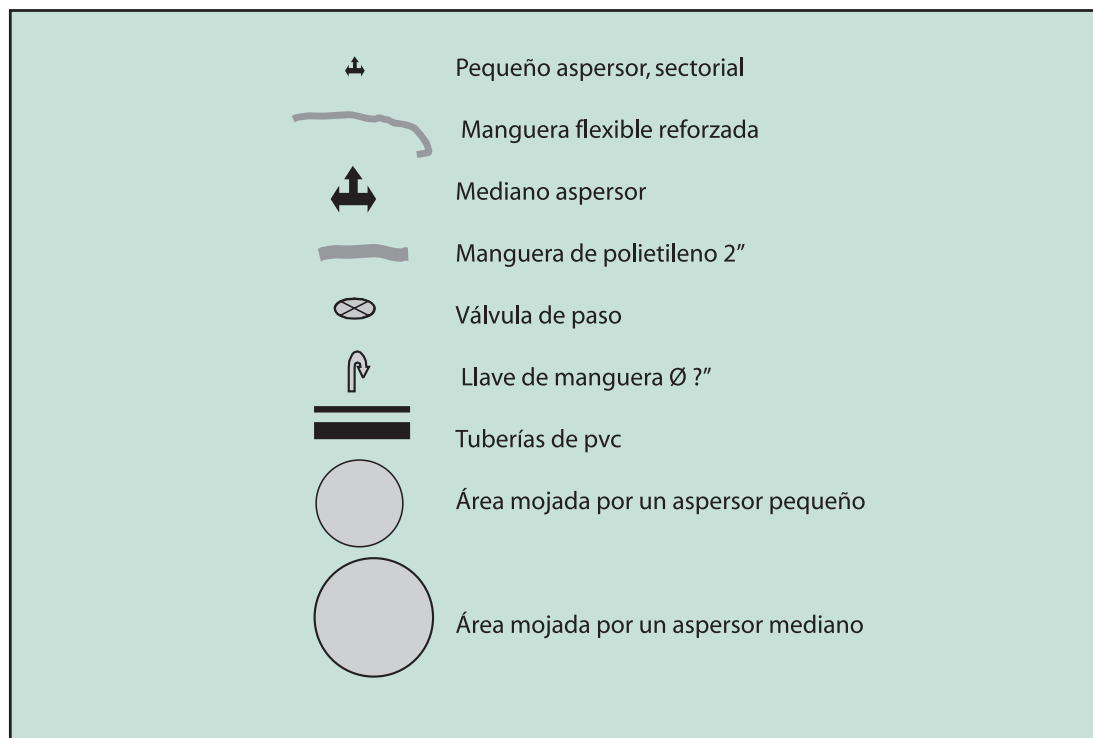 Pequeño aspersor, sectorial
Manguera flexible reforzada
Mediano aspersor
Manguera de polietileno 2”
Válvula de paso
Llave de manguera Ø ?”
Tuberías de pvc
Área mojada por un aspersor pequeño
Área mojada por un aspersor mediano